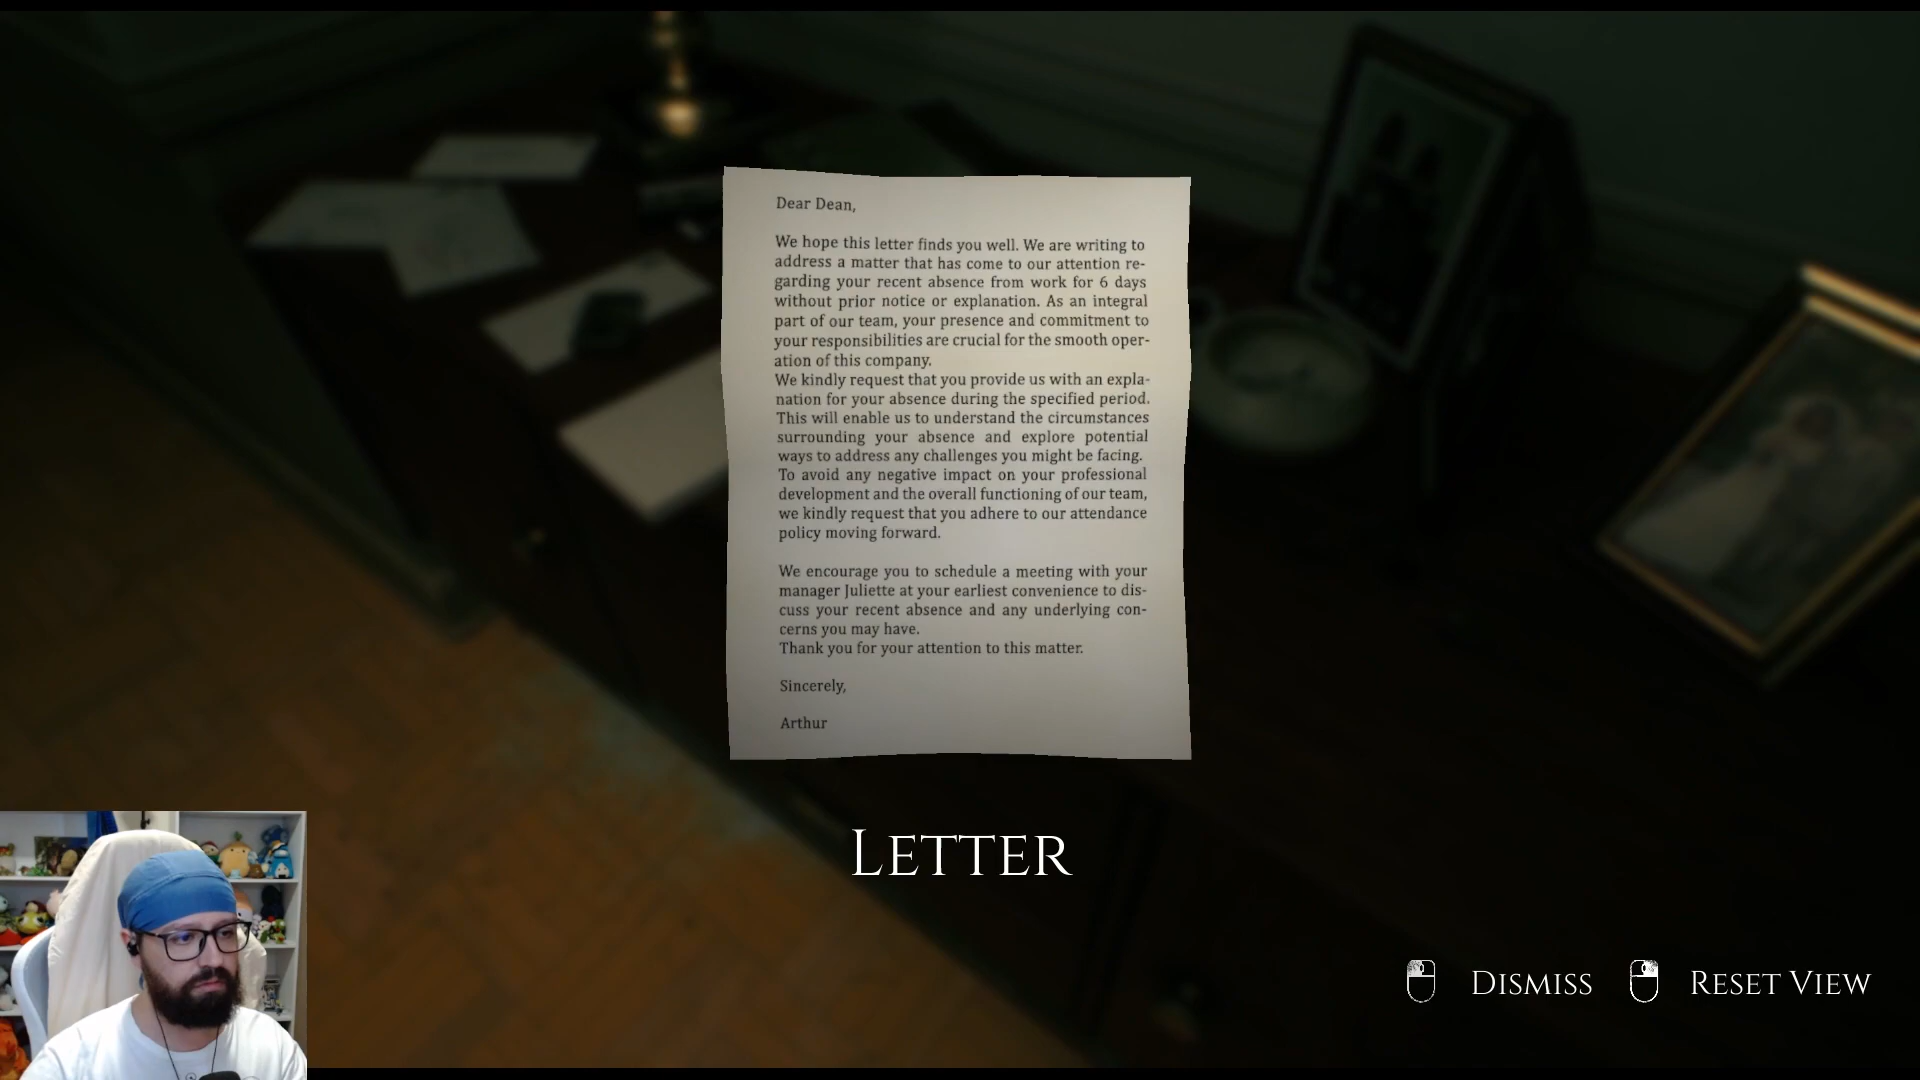 Dear Dean,
We hope this letter finds you well. We are writing to
address a matter that has come to our attention re-
garding your recent absence from work for 6 days
without prior notice or explanation. As an integral
part of our team, your presence and commitment to
your responsibilities are crucial for the smooth oper-
ation of this company.
We kindly request that you provide us with an expla-
nation for your absence during the specified period.
This will enable us to understand the circumstances
surrounding your absence and explore potential
ways to address any challenges you might be facing.
To avoid any negative impact on your professional
development and the overall functioning of our team,
we kindly request that you adhere to our attendance
policy moving forward.
We encourage you to schedule a meeting with your
manager Juliette at your earliest convenience to dis-
cuss your recent absence and any underlying con-
cerns you may have.
Thank you for your attention to this matter.
Sincerely,
Arthur
LETTER
DISMISS RESET VIEW